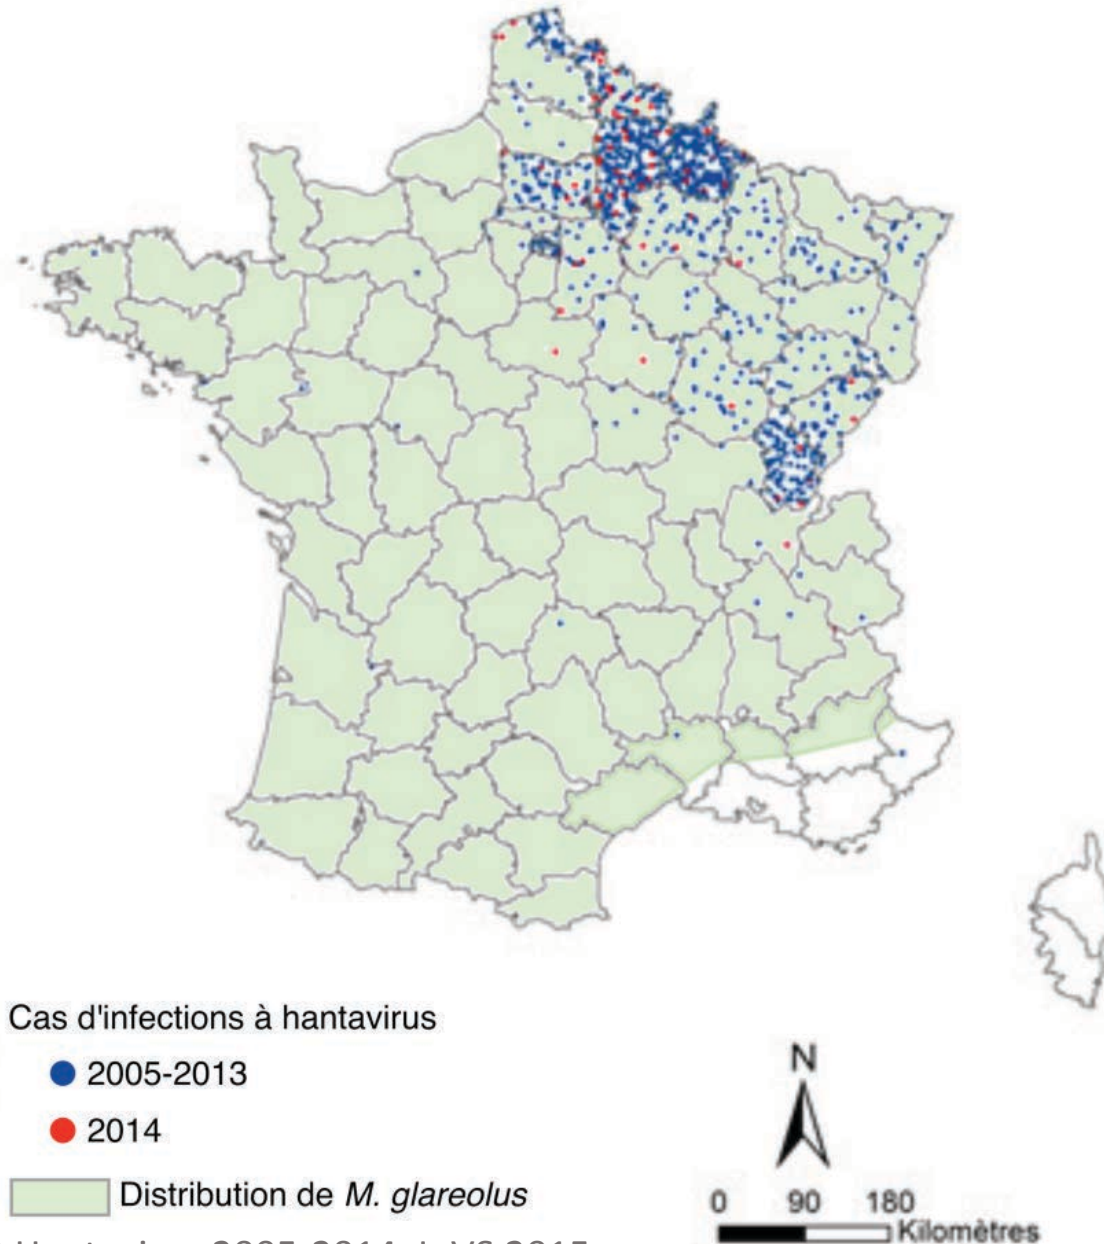 Cas d'infections à hantavirus
2005-2013
2014
Distribution de M. glareolus
N
0 90 180
Kilomètres